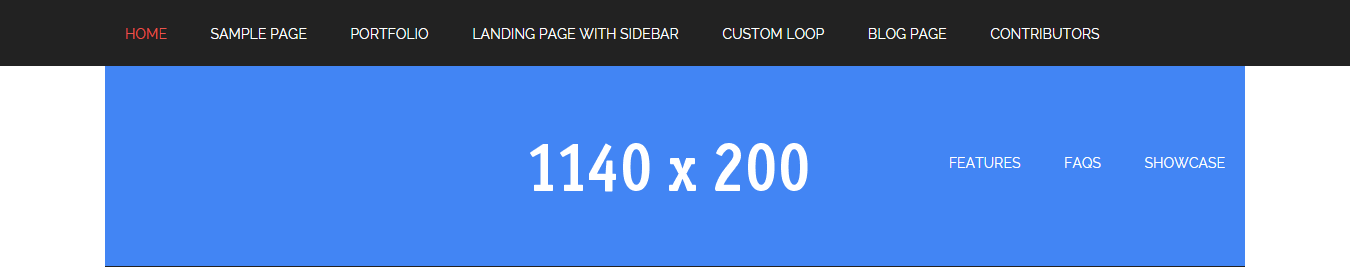 HOME SAMPLE PAGE PORTFOLIO LANDING PAGE WITH SIDEBAR CUSTOM LOOP BLOG PAGE CONTRIBUTORS
1140 x 200 FEATURES FAQS SHOWCASE